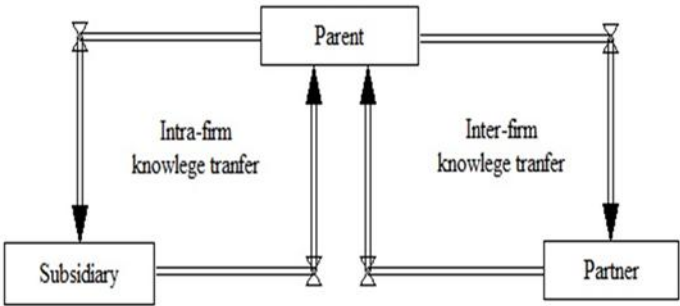 Parent
Intra-firm
knowlege tranfer
Inter-firm
knowlege tranfer
Subsidiary
Partner